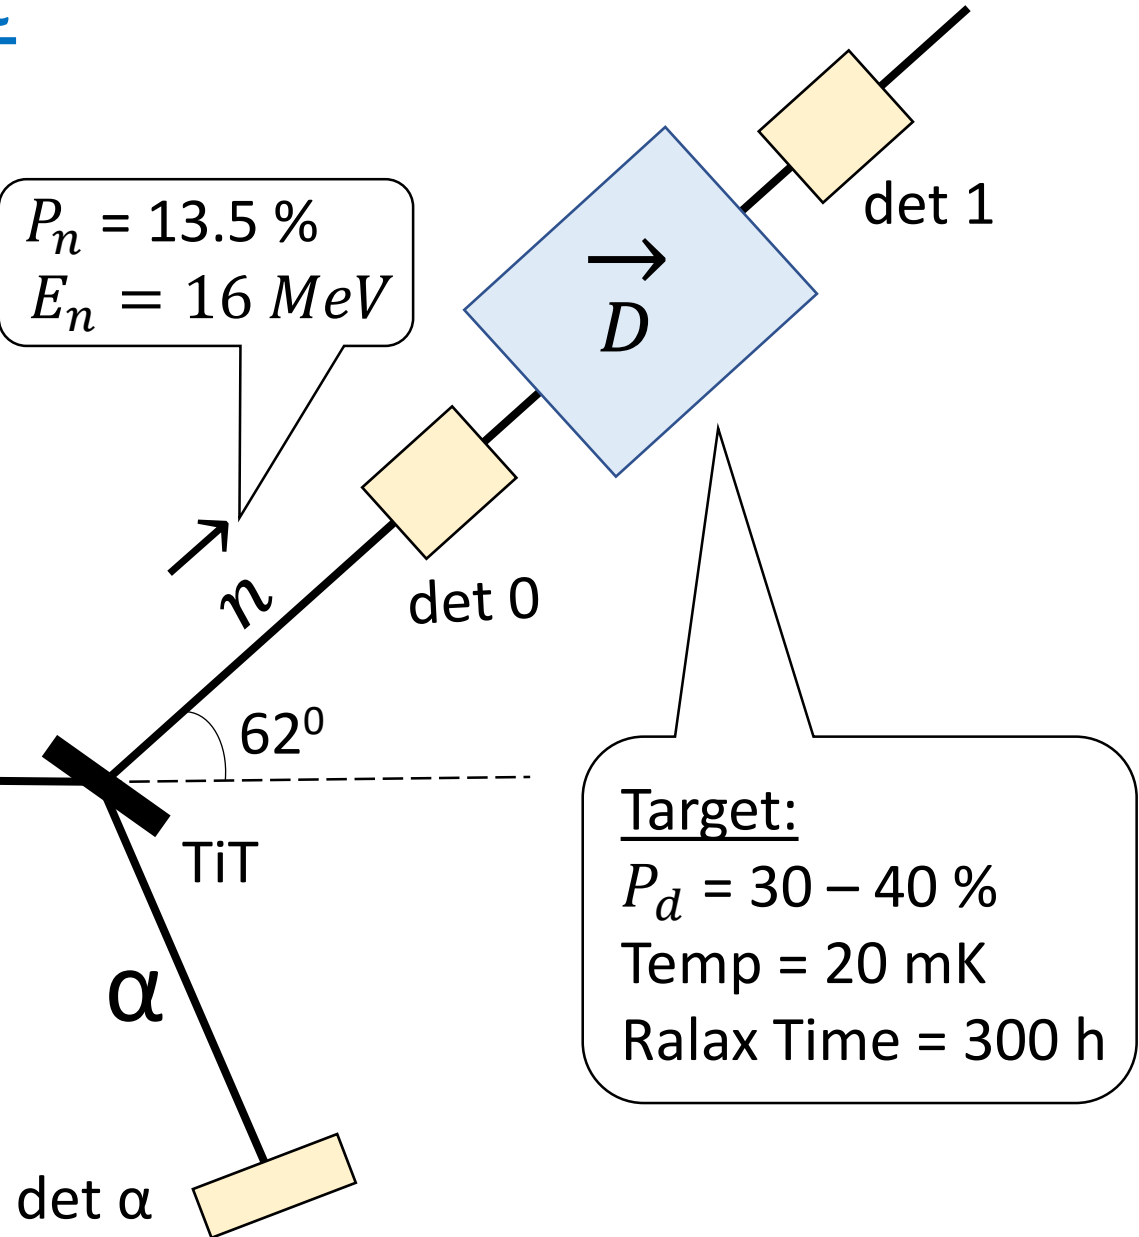 P_n = 13.5 %
E_n = 16 MeV
det 1
D
n
det 0
62⁰
TiT
α
det α
Target:
P_d = 30 – 40 %
Temp = 20 mK
Ralax Time = 300 h